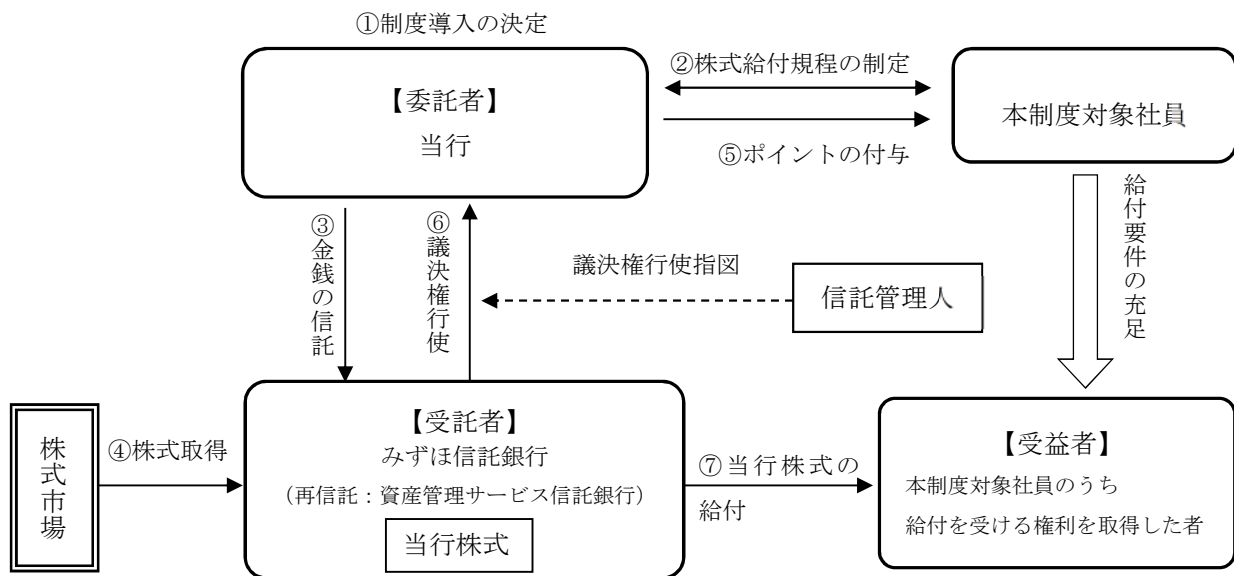 ①制度導入の決定
【委託者】
当行
②株式給付規程の制定
⑤ポイントの付与
本制度対象社員
③金銭の信託
⑥議決権行使
議決権行使指図
信託管理人
給付要件の充足
株式市場
④株式取得
【受託者】
みずほ信託銀行
(再信託:資産管理サービス信託銀行)
当行株式
⑦当行株式の
給付
【受益者】
本制度対象社員のうち
給付を受ける権利を取得した者